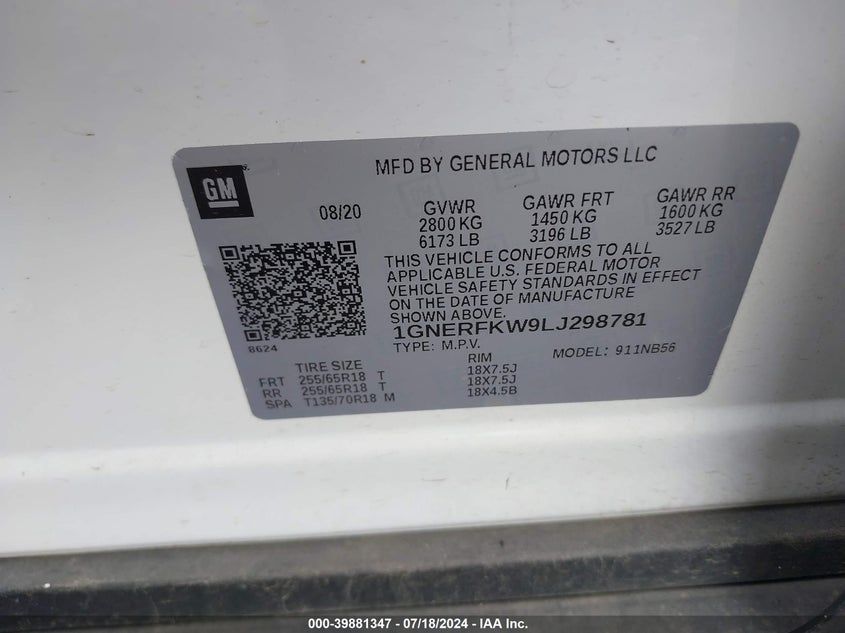 MFD BY GENERAL MOTORS LLC
GM
08/20
GVWR GAWR FRT GAWR RR
2800 KG 1450 KG 1600 KG
6173 LB 3196 LB 3527 LB
THIS VEHICLE CONFORMS TO ALL
APPLICABLE U.S. FEDERAL MOTOR
VEHICLE SAFETY STANDARDS IN EFFECT
ON THE DATE OF MANUFACTURE
SHOWN ABOVE.
1GNERFKW9LJ298781
8624
TYPE: M.P.V. MODEL: 911NB56
TIRE SIZE RIM
FRT 255/65R18 T 18X7.5J
RR 255/65R18 T 18X7.5J
SPA T135/70R18 M 18X4.5B
000-39881347 / 07/18/2024 - IAA Inc.